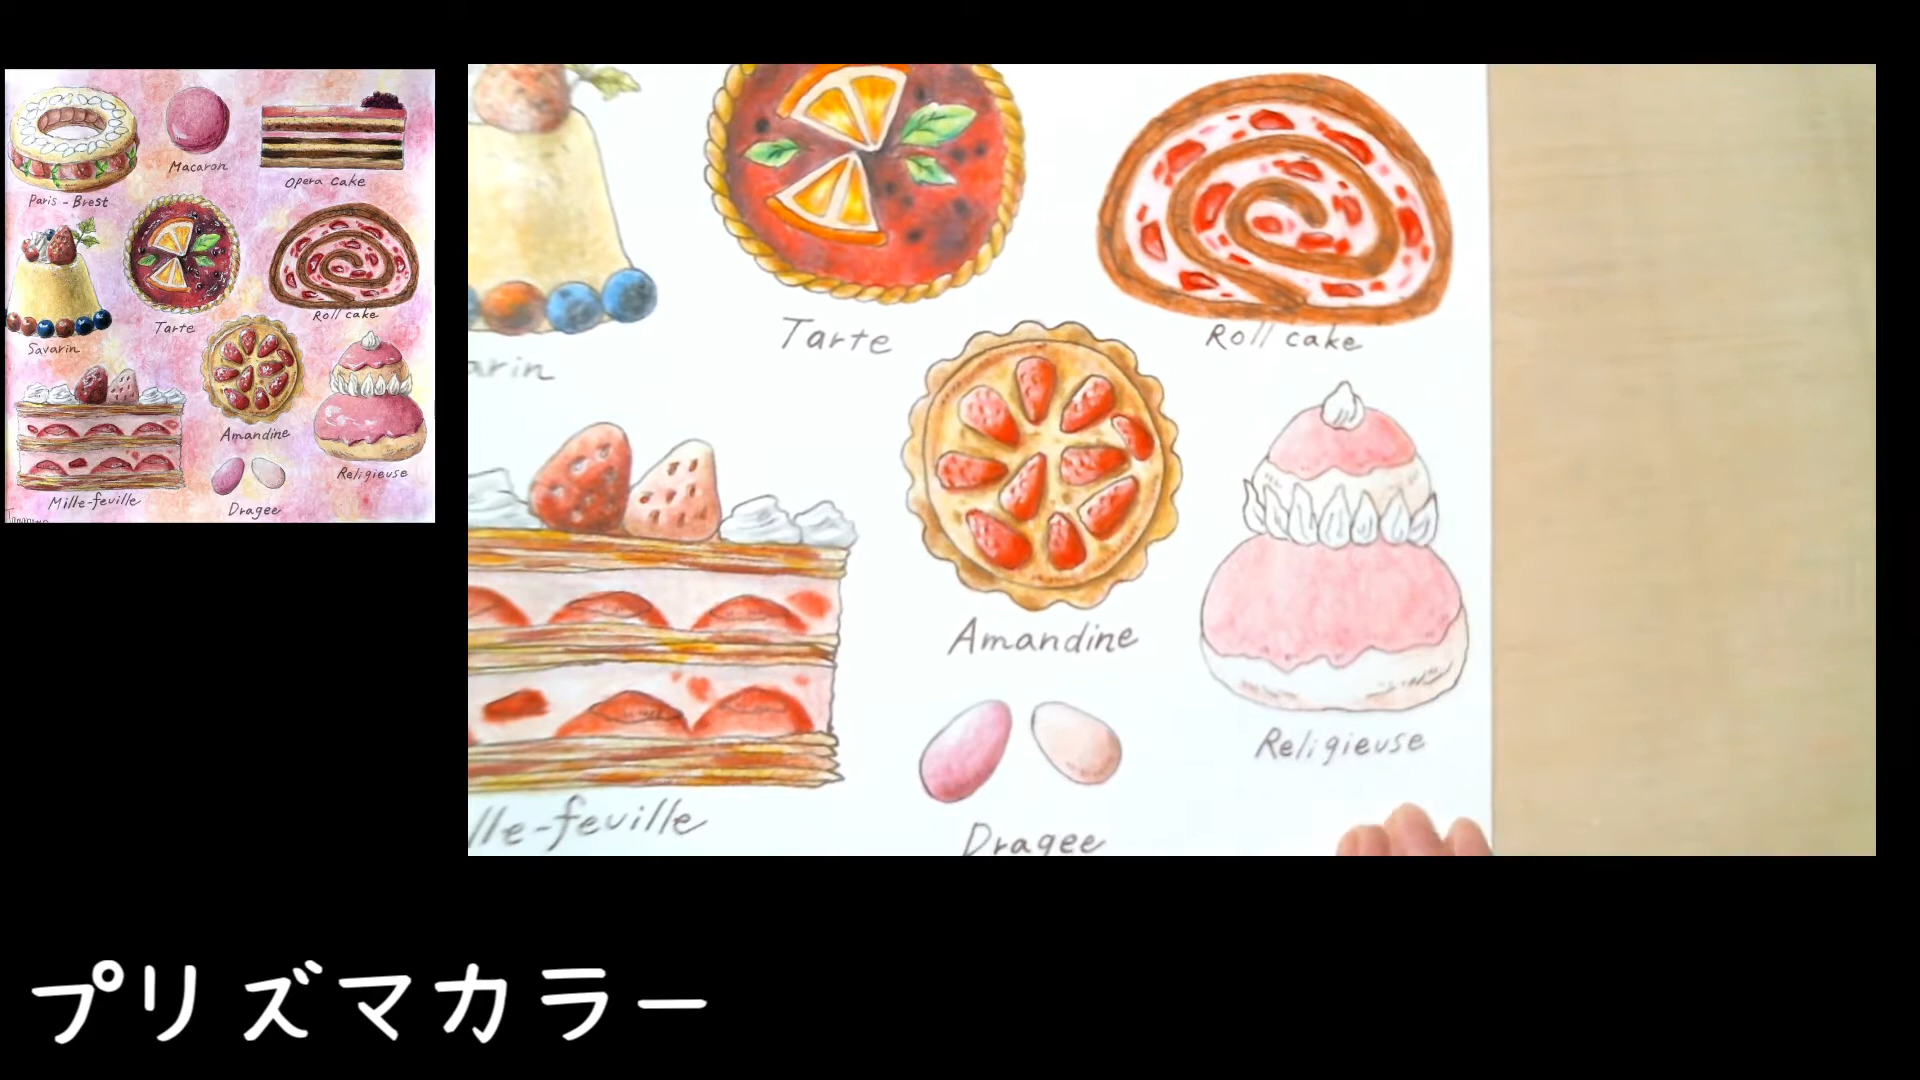 Macaron
Opera Cake
Paris - Brest
Tarte
Roll cake
Savarin
Amandine
Religieuse
Mille-feuille
Dragee
Tarte
Roll cake
arin
Amandine
Religieuse
lle-feuille
Dragee
プリズマカラー